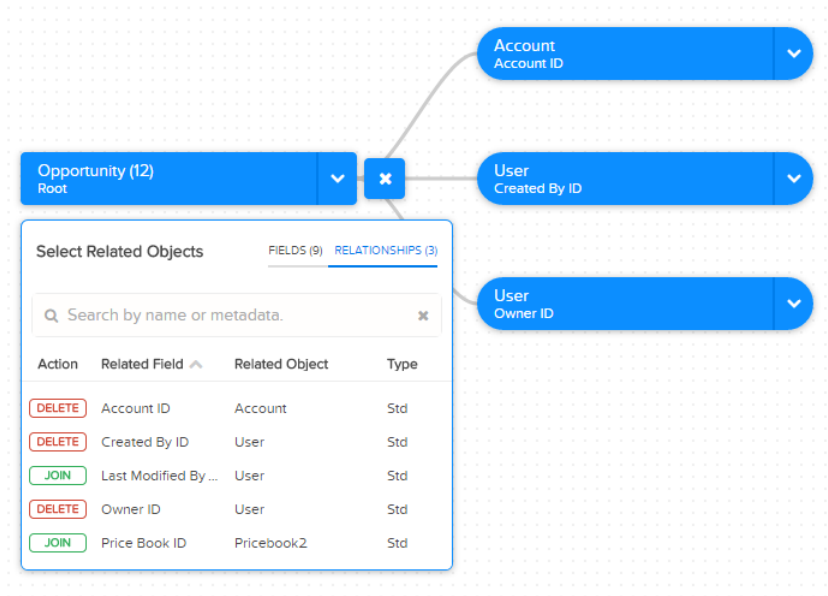 Account
Account ID
Opportunity (12)
Root
User
Created By ID
Select Related Objects FIELDS (9) RELATIONSHIPS (3)
User
Owner ID
Search by name or metadata.
Action Related Field Related Object Type
DELETE Account ID Account Std
DELETE Created By ID User Std
JOIN Last Modified By ... User Std
DELETE Owner ID User Std
JOIN Price Book ID Pricebook2 Std